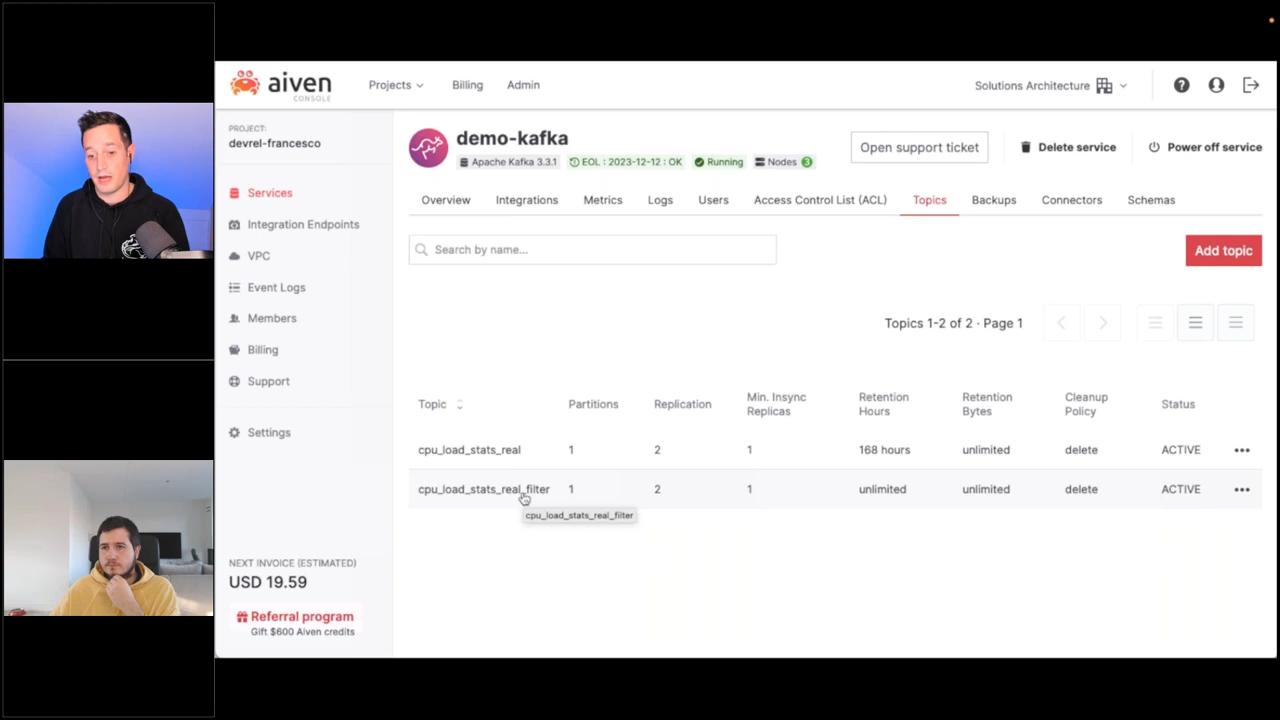 aiven
CONSOLE
Projects
Billing
Admin
Solutions Architecture
PROJECT:
devrel-francesco
Services
Integration Endpoints
VPC
Event Logs
Members
Billing
Support
Settings
NEXT INVOICE (ESTIMATED)
USD 19.59
Referral program
Gift $600 Aiven credits
demo-kafka
Apache Kafka 3.3.1
EOL : 2023-12-12 : OK
Running
Nodes 3
Open support ticket
Delete service
Power off service
Overview Integrations Metrics Logs Users Access Control List (ACL) Topics Backups Connectors Schemas
Search by name...
Add topic
Topics 1-2 of 2 · Page 1
Topic Partitions Replication Min. Insync Replicas Retention Hours Retention Bytes Cleanup Policy Status
cpu_load_stats_real 1 2 1 168 hours unlimited delete ACTIVE
cpu_load_stats_real_filter 1 2 1 unlimited unlimited delete ACTIVE
cpu_load_stats_real_filter